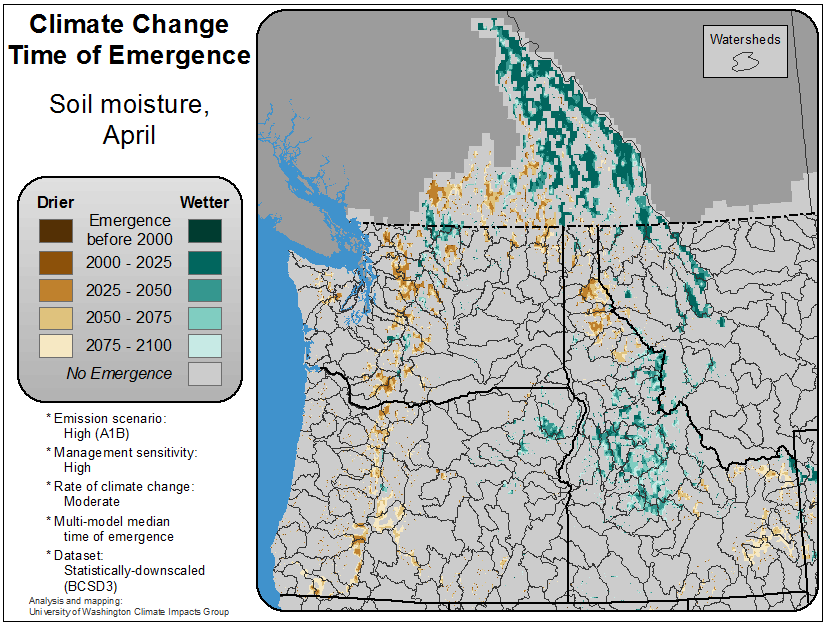 Climate Change
Time of Emergence
Soil moisture,
April
Watersheds
Drier
Wetter
Emergence
before 2000
2000 - 2025
2025 - 2050
2050 - 2075
2075 - 2100
No Emergence
* Emission scenario:
High (A1B)
* Management sensitivity:
High
* Rate of climate change:
Moderate
* Multi-model median
time of emergence
* Dataset:
Statistically-downscaled
(BCSD3)
Analysis and mapping:
University of Washington Climate Impacts Group